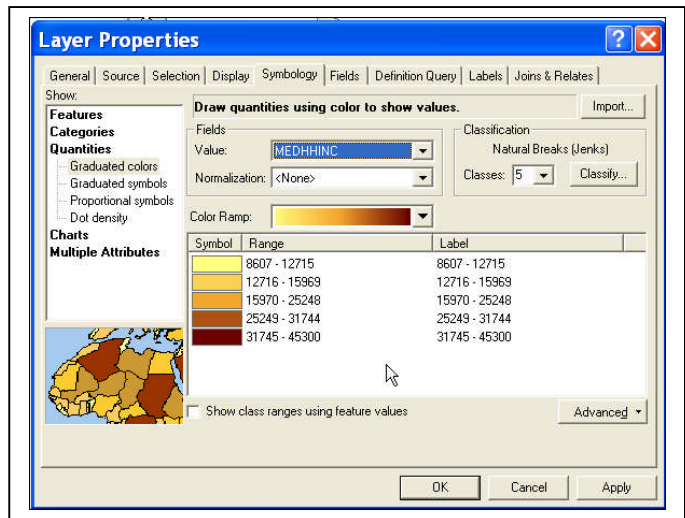 Layer Properties
General Source Selection Display Symbology Fields Definition Query Labels Joins & Relates
Show:
Features
Categories
Quantities
Graduated colors
Graduated symbols
Proportional symbols
Dot density
Charts
Multiple Attributes
Draw quantities using color to show values.
Import...
Fields
Value: MEDHHINC
Normalization: <None>
Classification
Natural Breaks (Jenks)
Classes: 5 Classify...
Color Ramp:
Symbol Range Label
8607 - 12715 8607 - 12715
12716 - 15969 12716 - 15969
15970 - 25248 15970 - 25248
25249 - 31744 25249 - 31744
31745 - 45300 31745 - 45300
Show class ranges using feature values
Advanced
OK Cancel Apply